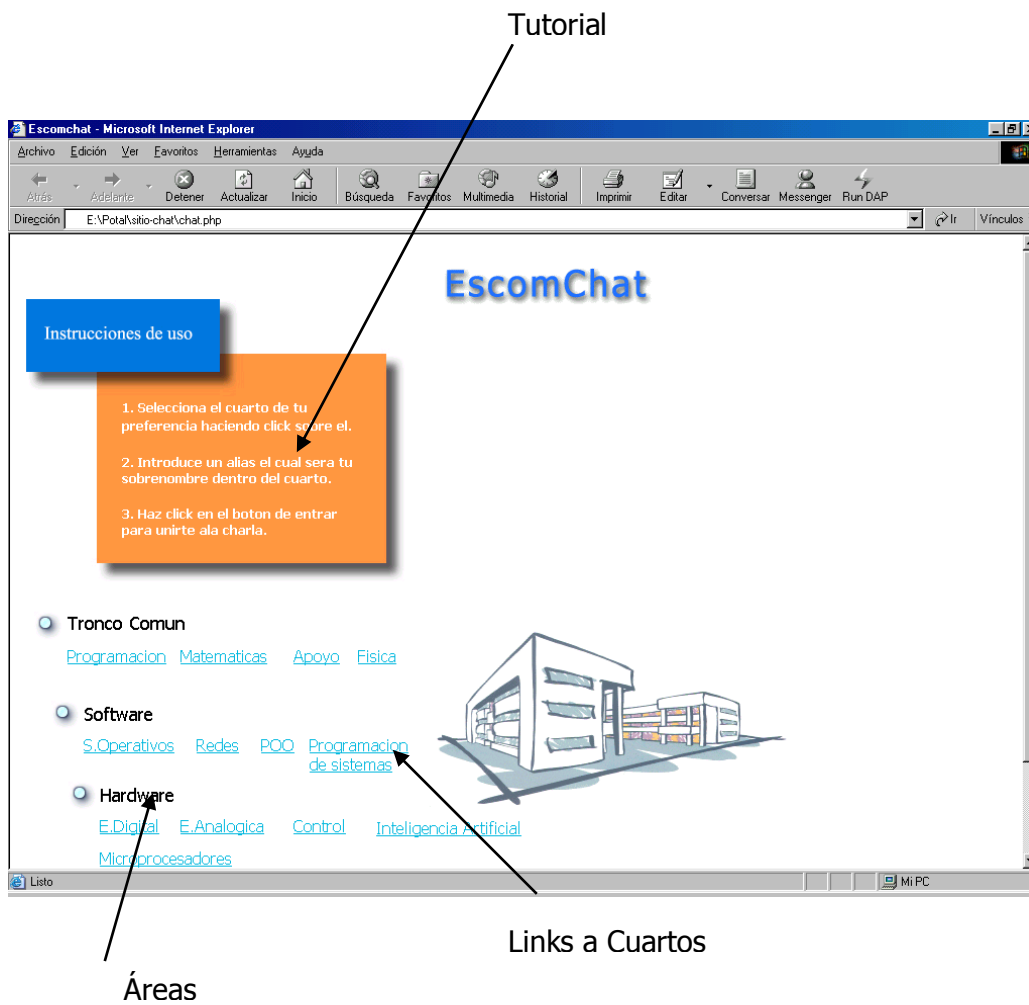 Tutorial
Escomchat - Microsoft Internet Explorer
Archivo Edición Ver Favoritos Herramientas Ayuda
Atrás Adelante Detener Actualizar Inicio Búsqueda Favoritos Multimedia Historial Imprimir Editar Conversar Messenger Run DAP
Dirección E:\Potal\sitio-chat\chat.php Ir Vínculos
EscomChat
Instrucciones de uso
1. Selecciona el cuarto de tu
preferencia haciendo click sobre el.
2. Introduce un alias el cual sera tu
sobrenombre dentro del cuarto.
3. Haz click en el boton de entrar
para unirte ala charla.
Tronco Comun
Programacion Matematicas Apoyo Fisica
Software
S.Operativos Redes POO Programacion
de sistemas
Hardware
E.Digital E.Analogica Control Inteligencia Artificial
Microprocesadores
Listo Mi PC
Links a Cuartos
Áreas